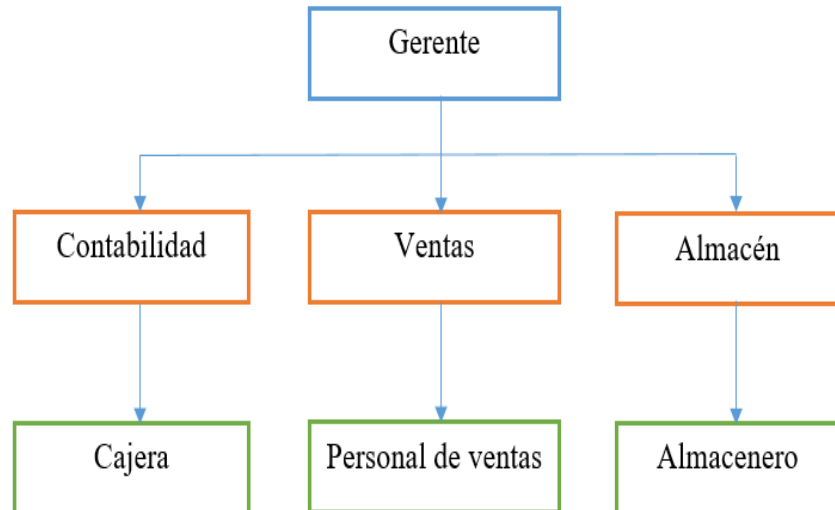 Gerente
Contabilidad
Ventas
Almacén
Cajera
Personal de ventas
Almacenero